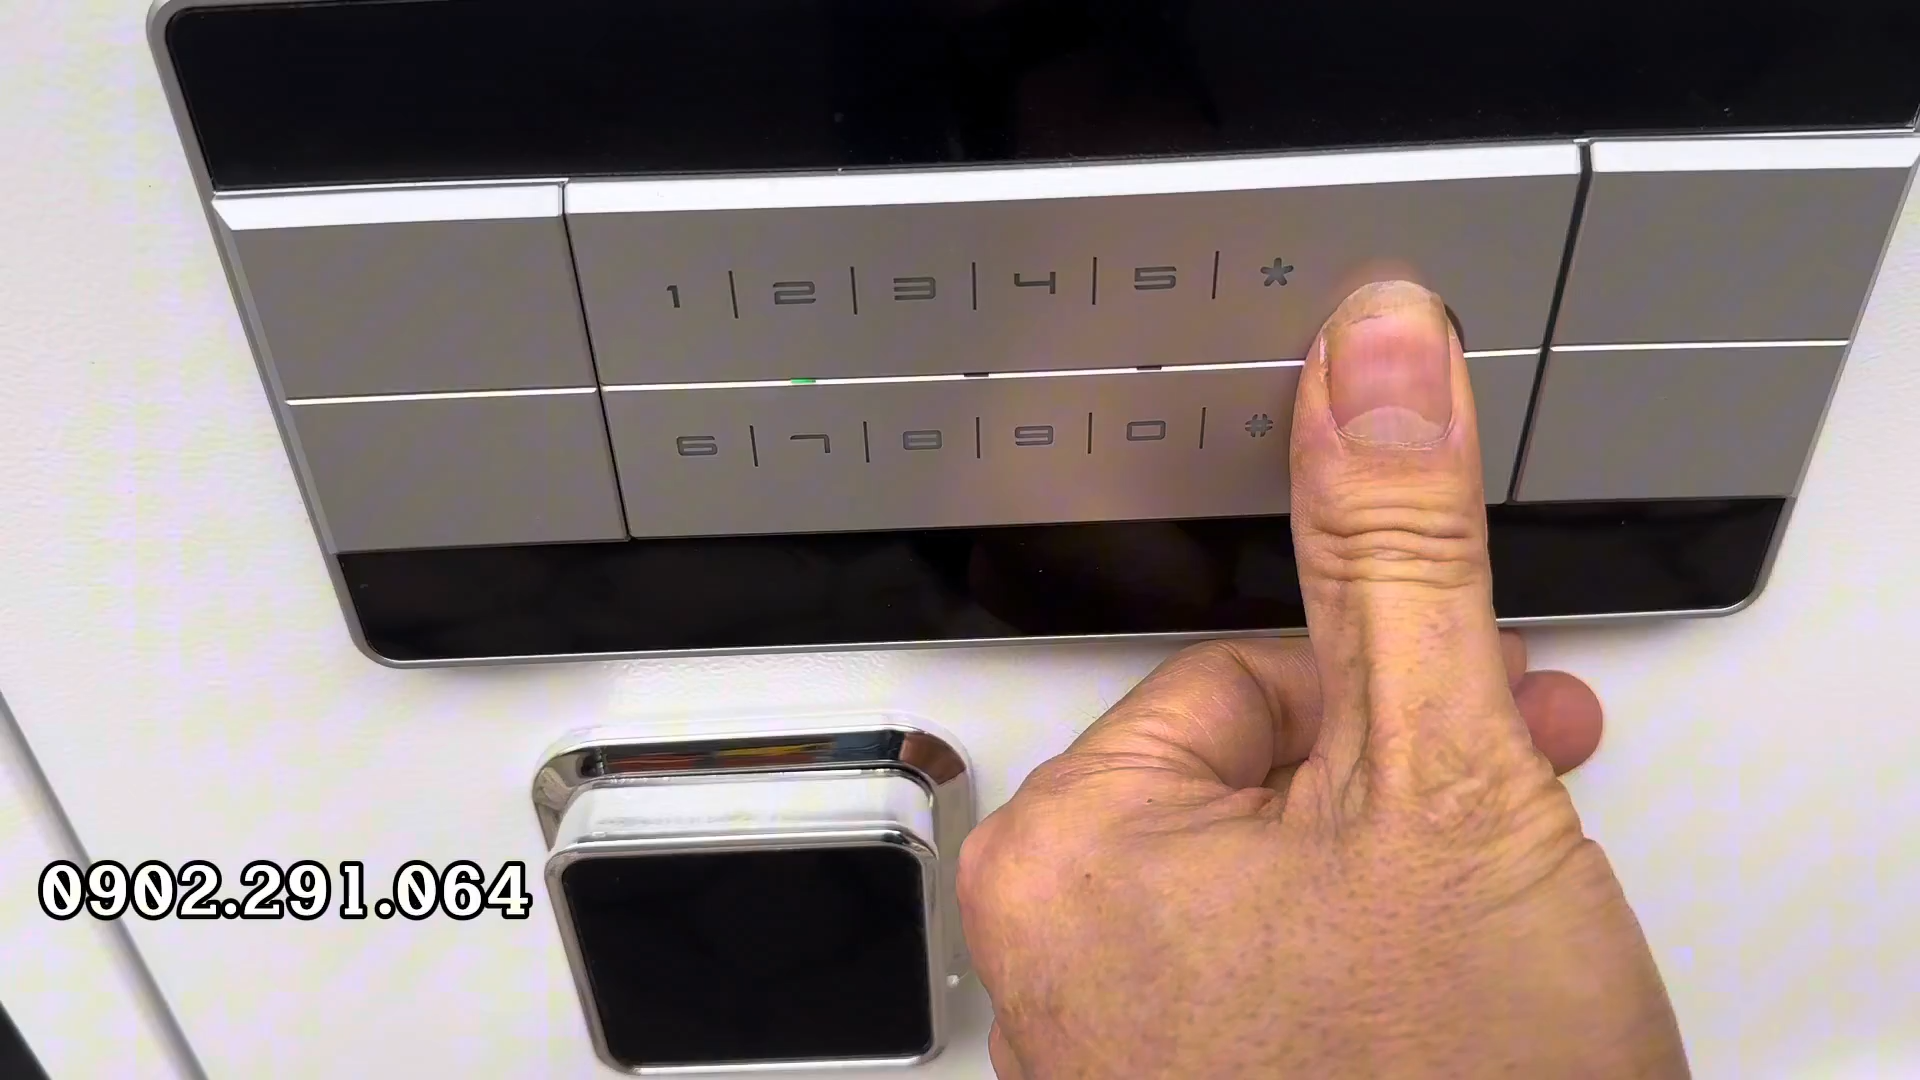 1 | 2 | 3 | 4 | 5 | *
6 | 7 | 8 | 9 | 0 | #
0902.291.064